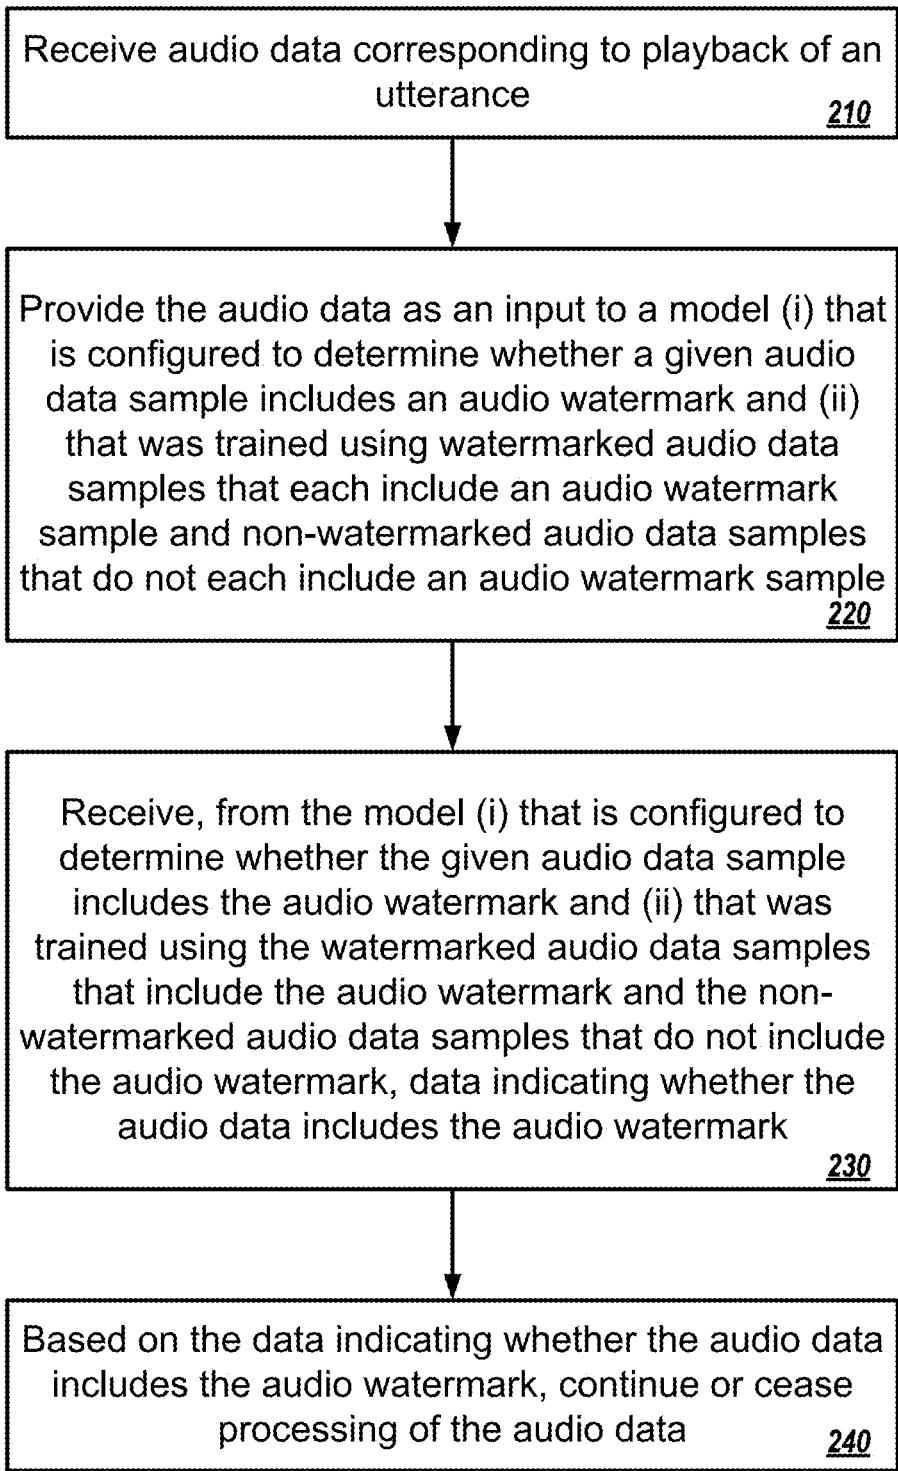 Receive audio data corresponding to playback of an
utterance
210
Provide the audio data as an input to a model (i) that
is configured to determine whether a given audio
data sample includes an audio watermark and (ii)
that was trained using watermarked audio data
samples that each include an audio watermark
sample and non-watermarked audio data samples
that do not each include an audio watermark sample
220
Receive, from the model (i) that is configured to
determine whether the given audio data sample
includes the audio watermark and (ii) that was
trained using the watermarked audio data samples
that include the audio watermark and the non-
watermarked audio data samples that do not include
the audio watermark, data indicating whether the
audio data includes the audio watermark
230
Based on the data indicating whether the audio data
includes the audio watermark, continue or cease
processing of the audio data
240